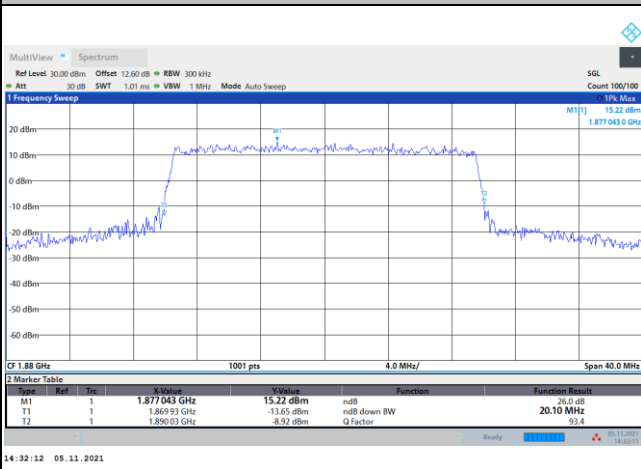 MultiView Spectrum
Ref Level 30.00 dBm Offset 12.60 dB RBW 300 kHz SGL
Att 30 dB SWT 1.01 ms VBW 1 MHz Mode Auto Sweep Count 100/100
1 Frequency Sweep 1Pk Max
M1[1] 15.22 dBm
1.877 043 0 GHz
M1
20 dBm
10 dBm
0 dBm
T1
T2
-10 dBm
-20 dBm
-30 dBm
-40 dBm
-50 dBm
-60 dBm
CF 1.88 GHz 1001 pts 4.0 MHz/ Span 40.0 MHz
2 Marker Table
Type Ref Trc X-Value Y-Value Function Function Result
M1 1 1.877 043 GHz 15.22 dBm ndB 26.0 dB
T1 1 1.869 93 GHz -13.65 dBm ndB down BW 20.10 MHz
T2 1 1.890 03 GHz -8.92 dBm Q Factor 93.4
Ready 05.11.2021
14:32:11
14:32:12 05.11.2021